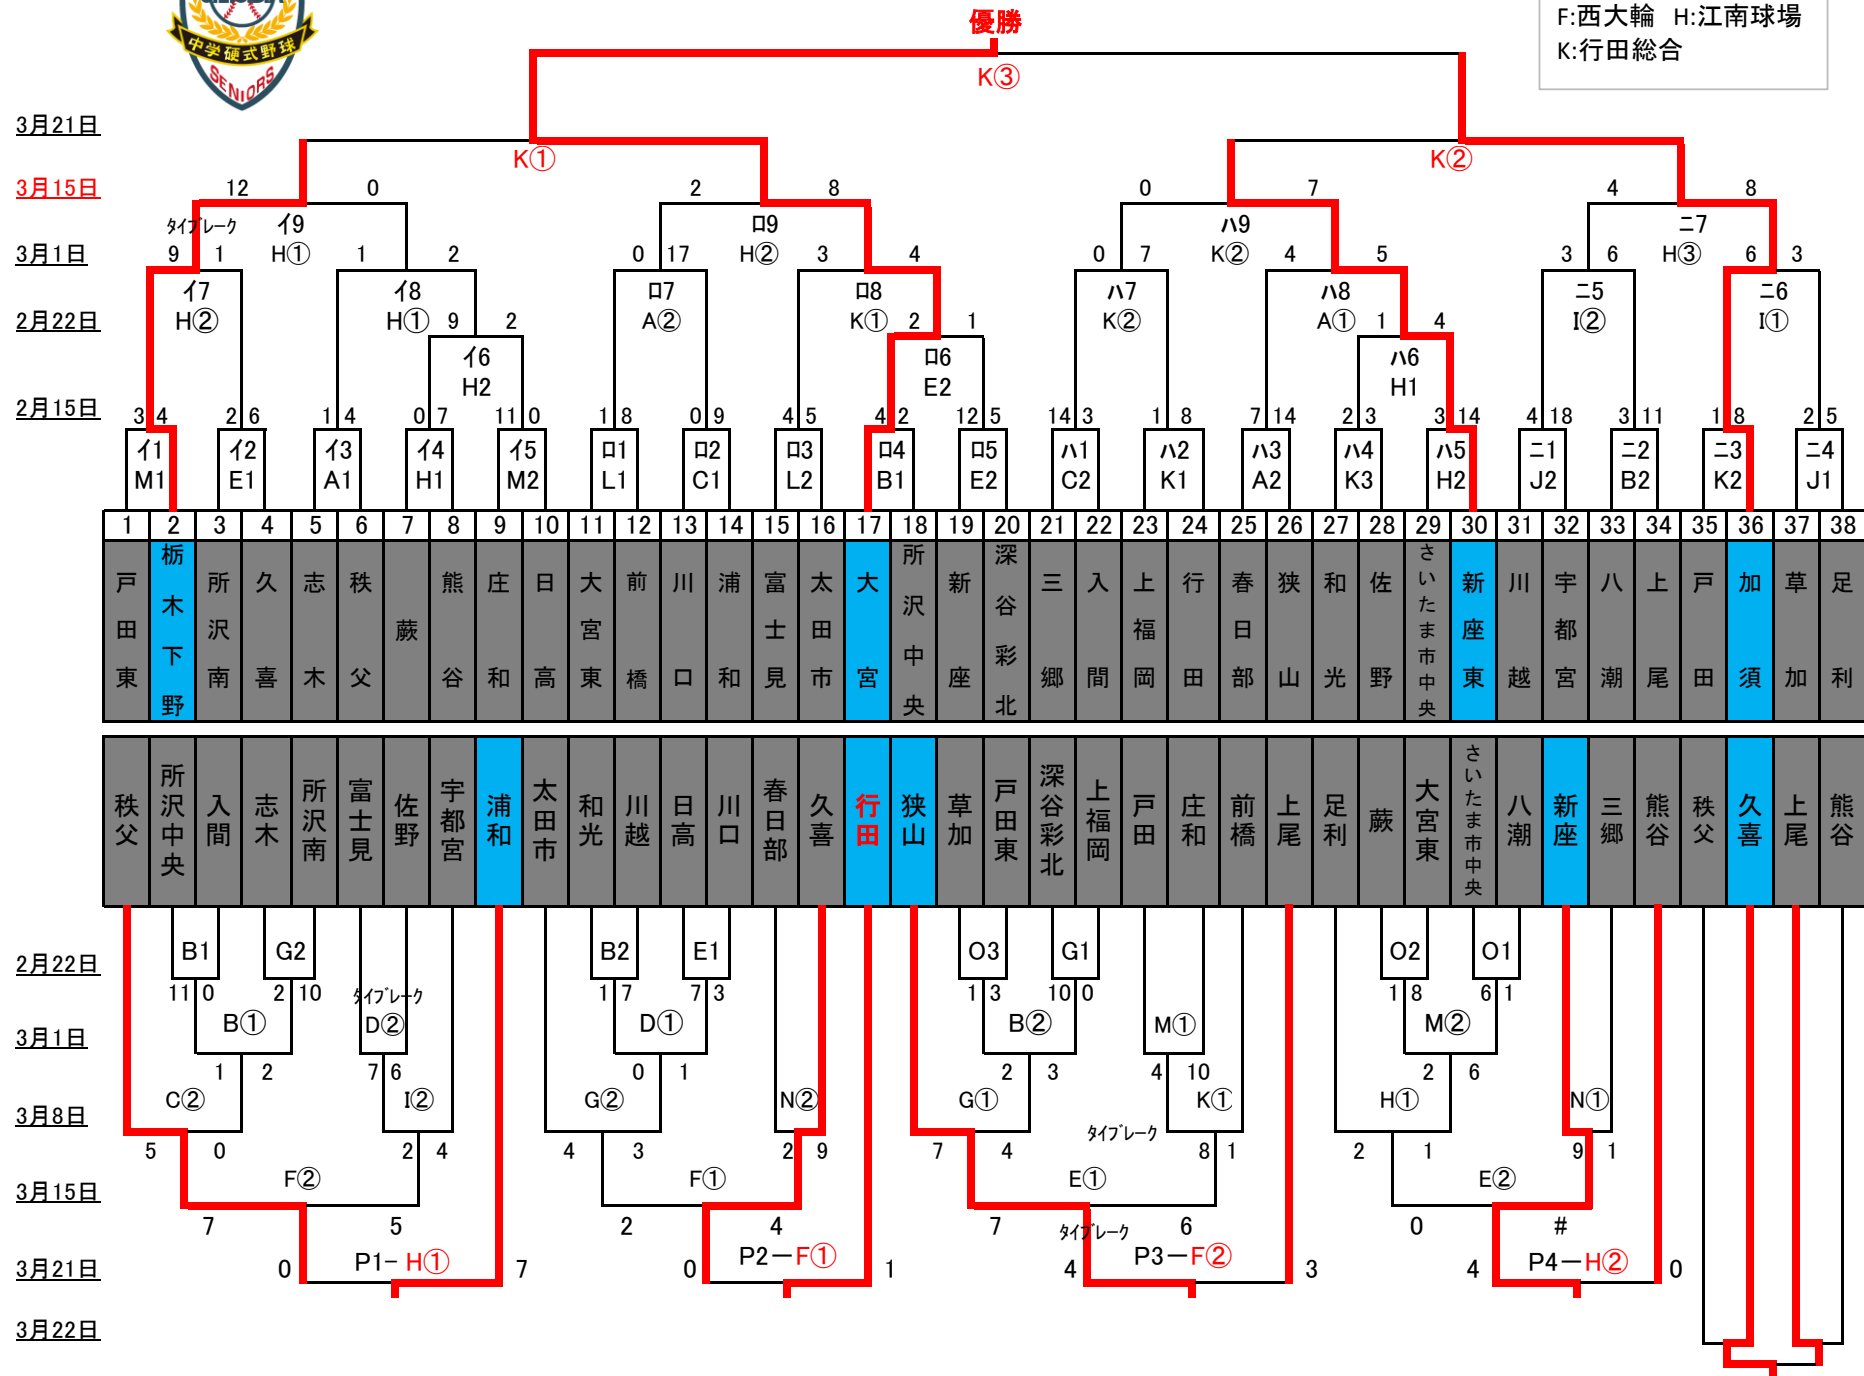 中学硬式野球
SENIORS
優勝
F:西大輪 H:江南球場
K:行田総合
K③
3月21日
K① K②
3月15日 12 0 2 8 0 7 4 8
タイブレーク イ9 ロ9 ハ9 ニ7
3月1日 9 1 H① 1 2 0 17 H② 3 4 0 7 K② 4 5 3 6 H③ 6 3
イ7 イ8 ロ7 ロ8 ハ7 ハ8 ニ5 ニ6
2月22日 H② H① 9 2 A② K① 2 1 K② A① 1 4 I② I①
イ6 ロ6 ハ6
H2 E2 H1
2月15日 3 4 2 6 1 4 0 7 11 0 1 8 0 9 4 5 4 2 12 5 14 3 1 8 7 14 2 3 3 14 4 18 3 11 1 8 2 5
イ1 イ2 イ3 イ4 イ5 ロ1 ロ2 ロ3 ロ4 ロ5 ハ1 ハ2 ハ3 ハ4 ハ5 ニ1 ニ2 ニ3 ニ4
M1 E1 A1 H1 M2 L1 C1 L2 B1 E2 C2 K1 A2 K3 H2 J2 B2 K2 J1
1 2 3 4 5 6 7 8 9 10 11 12 13 14 15 16 17 18 19 20 21 22 23 24 25 26 27 28 29 30 31 32 33 34 35 36 37 38
戸田東 栃木下野 所沢南 久喜 志木 秩父 蕨 熊谷 庄和 日高 大宮東 前橋 川口 浦和 富士見 太田市 大宮 所沢中央 新座 深谷彩北 三郷 入間 上福岡 行田 春日部 狭山 和光 佐野 さいたま市中央 新座東 川越 宇都宮 八潮 上尾 戸田 加須 草加 足利
秩父 所沢中央 入間 志木 所沢南 富士見 佐野 宇都宮 浦和 太田市 和光 川越 日高 川口 春日部 久喜 行田 狭山 草加 戸田東 深谷彩北 上福岡 戸田 庄和 前橋 上尾 足利 蕨 大宮東 さいたま市中央 八潮 新座 三郷 熊谷 秩父 久喜 上尾 熊谷
B1 G2 B2 E1 O3 G1 O2 O1
2月22日
11 0 2 10 タイブレーク 1 7 7 3 1 3 10 0 1 8 6 1
B① D② D① B② M① M②
3月1日
1 2 7 6 0 1 2 3 4 10 2 6
C② I② G② N② G① K① H① N①
3月8日 タイブレーク
5 0 2 4 4 3 2 9 7 4 8 1 2 1 9 1
F② F① E① E②
3月15日
7 5 2 4 7 6 0 #
タイブレーク
P1－H① P2－F① P3－F② P4－H②
3月21日 0 7 0 1 4 3 4 0
3月22日